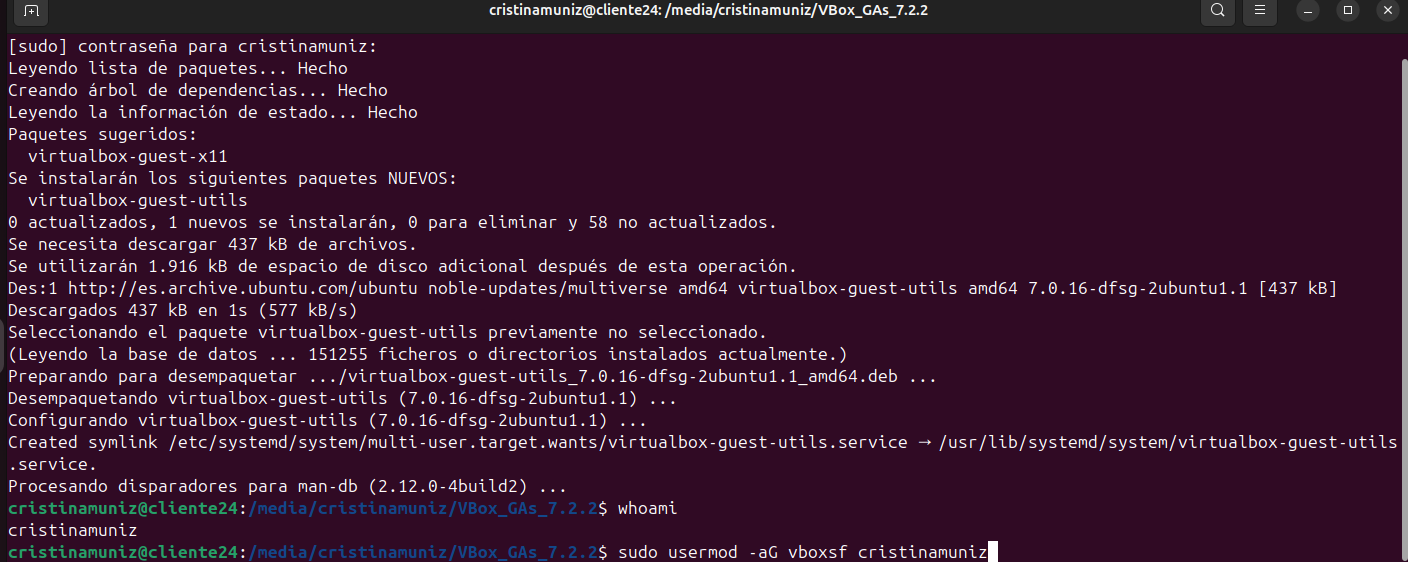 cristinamuniz@cliente24: /media/cristinamuniz/VBox_GAs_7.2.2
[sudo] contraseña para cristinamuniz:
Leyendo lista de paquetes... Hecho
Creando árbol de dependencias... Hecho
Leyendo la información de estado... Hecho
Paquetes sugeridos:
  virtualbox-guest-x11
Se instalarán los siguientes paquetes NUEVOS:
  virtualbox-guest-utils
0 actualizados, 1 nuevos se instalarán, 0 para eliminar y 58 no actualizados.
Se necesita descargar 437 kB de archivos.
Se utilizarán 1.916 kB de espacio de disco adicional después de esta operación.
Des:1 http://es.archive.ubuntu.com/ubuntu noble-updates/multiverse amd64 virtualbox-guest-utils amd64 7.0.16-dfsg-2ubuntu1.1 [437 kB]
Descargados 437 kB en 1s (577 kB/s)
Seleccionando el paquete virtualbox-guest-utils previamente no seleccionado.
(Leyendo la base de datos ... 151255 ficheros o directorios instalados actualmente.)
Preparando para desempaquetar .../virtualbox-guest-utils_7.0.16-dfsg-2ubuntu1.1_amd64.deb ...
Desempaquetando virtualbox-guest-utils (7.0.16-dfsg-2ubuntu1.1) ...
Configurando virtualbox-guest-utils (7.0.16-dfsg-2ubuntu1.1) ...
Created symlink /etc/systemd/system/multi-user.target.wants/virtualbox-guest-utils.service → /usr/lib/systemd/system/virtualbox-guest-utils
.service.
Procesando disparadores para man-db (2.12.0-4build2) ...
cristinamuniz@cliente24:/media/cristinamuniz/VBox_GAs_7.2.2$ whoami
cristinamuniz
cristinamuniz@cliente24:/media/cristinamuniz/VBox_GAs_7.2.2$ sudo usermod -aG vboxsf cristinamuniz